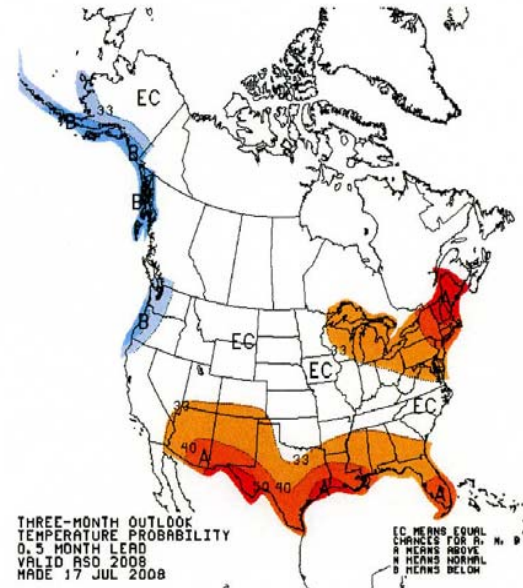 EC
33
B
B
B
B
A
33
EC
EC
EC
33
40
A
33
50
40
A
A
THREE-MONTH OUTLOOK
TEMPERATURE PROBABILITY
0.5 MONTH LEAD
VALID ASO 2008
MADE 17 JUL 2008
EC MEANS EQUAL
CHANCES FOR A, N, B
A MEANS ABOVE
N MEANS NORMAL
B MEANS BELOW